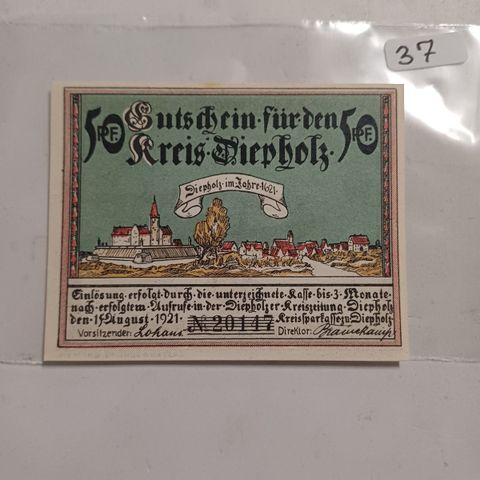 37
50 PF Gutschein·für den 50 PF
Kreis·Diepholz·
Diepholz·im·Jahre·1621·
Einlösung·erfolgt·durch·die·unterzeichnete·Kasse·bis·3·Monate·
nach·erfolgtem·Aufrufe·in·der·Diepholzer·Kreiszeitung·Diepholz
den·15·August·1921· № 20147 Kreissparkasse zu Diepholz
Vorsitzender: Lohaus Direktor: